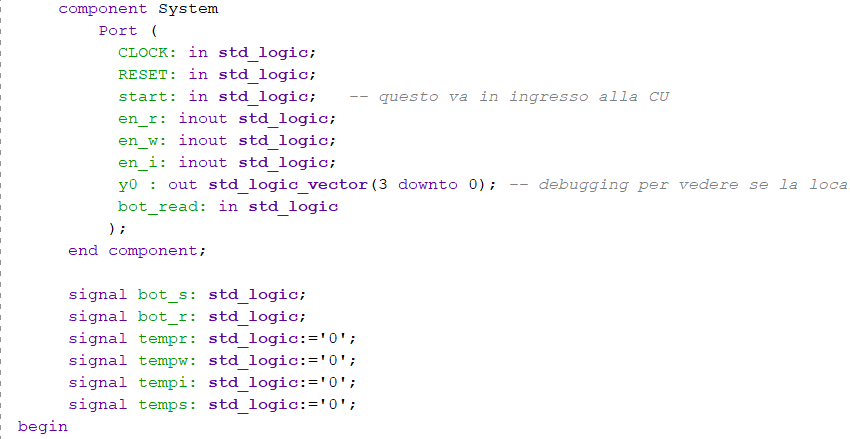 component System
Port (
CLOCK: in std_logic;
RESET: in std_logic;
start: in std_logic;   -- questo va in ingresso alla CU
en_r: inout std_logic;
en_w: inout std_logic;
en_i: inout std_logic;
y0 : out std_logic_vector(3 downto 0); -- debugging per vedere se la loca
bot_read: in std_logic
);
end component;
signal bot_s: std_logic;
signal bot_r: std_logic;
signal tempr: std_logic:='0';
signal tempw: std_logic:='0';
signal tempi: std_logic:='0';
signal temps: std_logic:='0';
begin